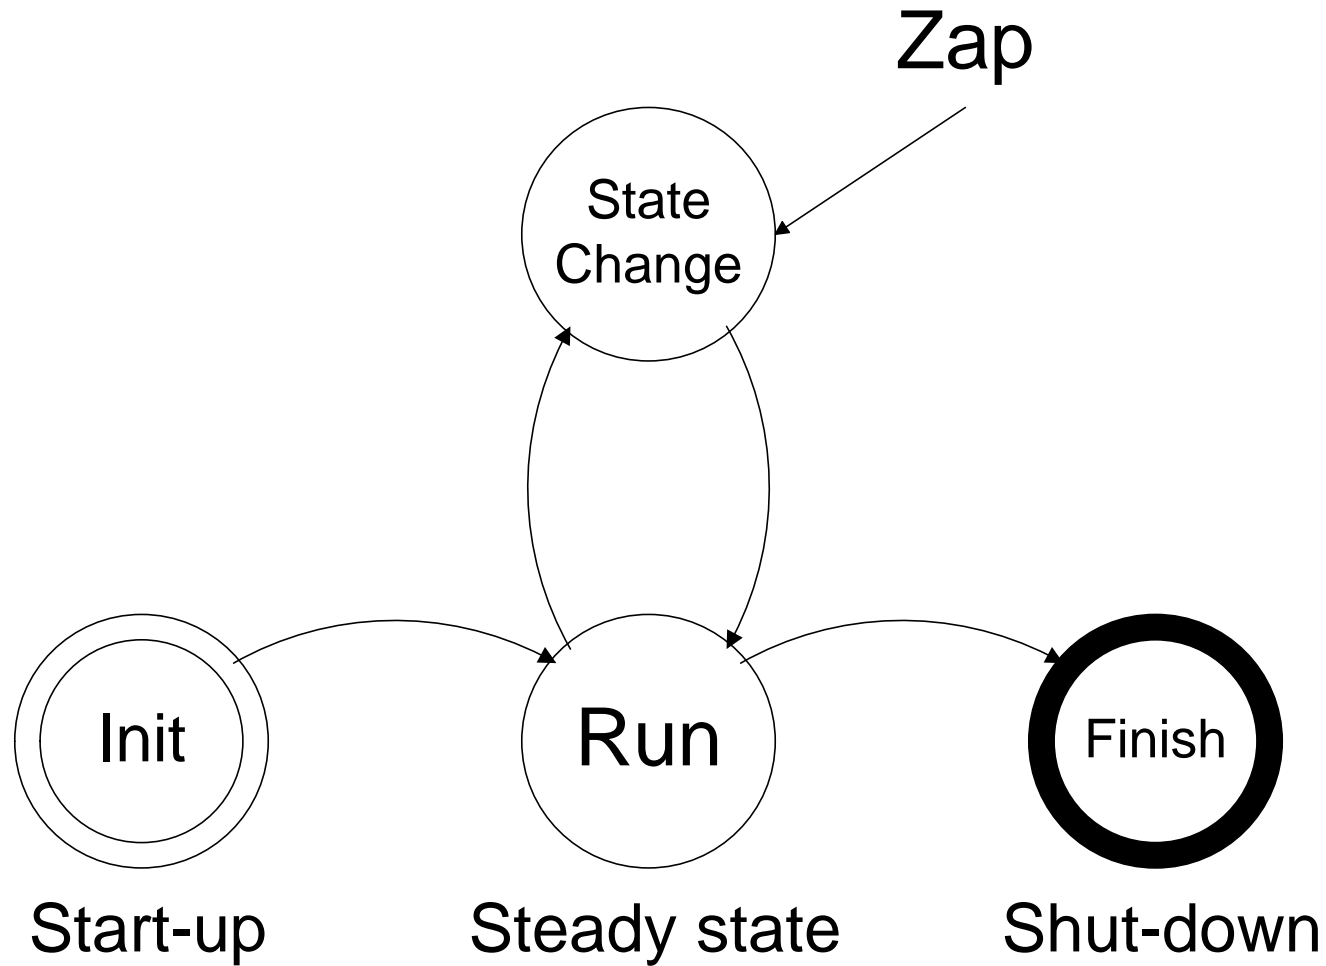 Zap
State
Change
Init
Run
Finish
Start-up
Steady state
Shut-down